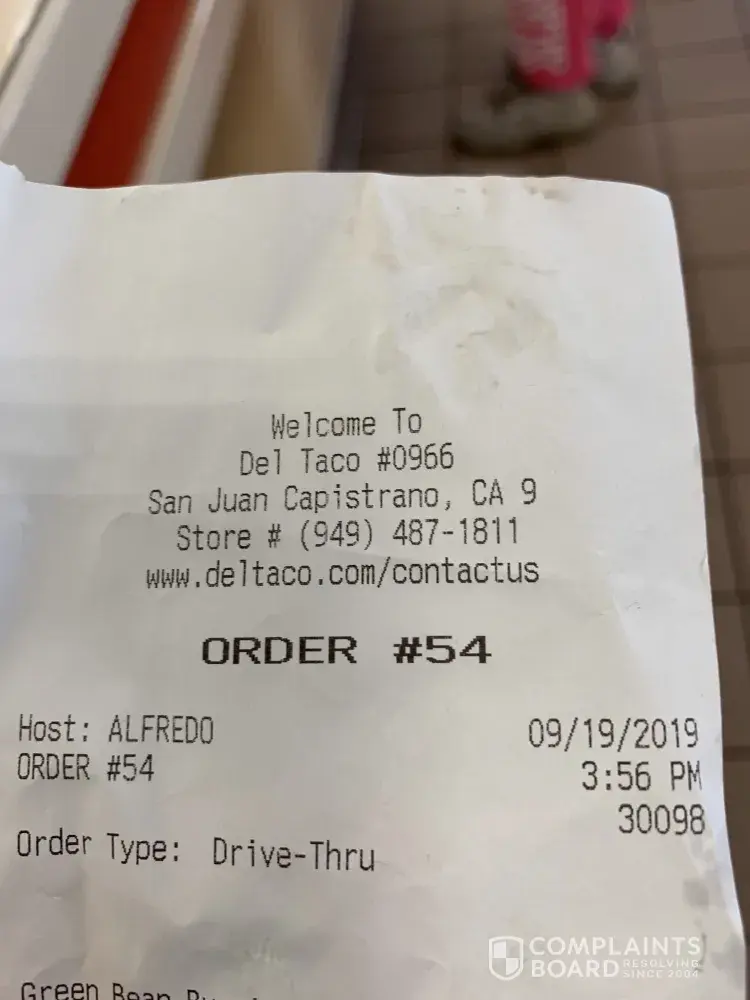 Welcome To
Del Taco #0966
San Juan Capistrano, CA 9
Store # (949) 487-1811
www.deltaco.com/contactus
ORDER #54
Host: ALFREDO
09/19/2019
ORDER #54
3:56 PM
30098
Order Type: Drive-Thru
Green Bean
COMPLAINTS
BOARD RESOLVING
SINCE 2004